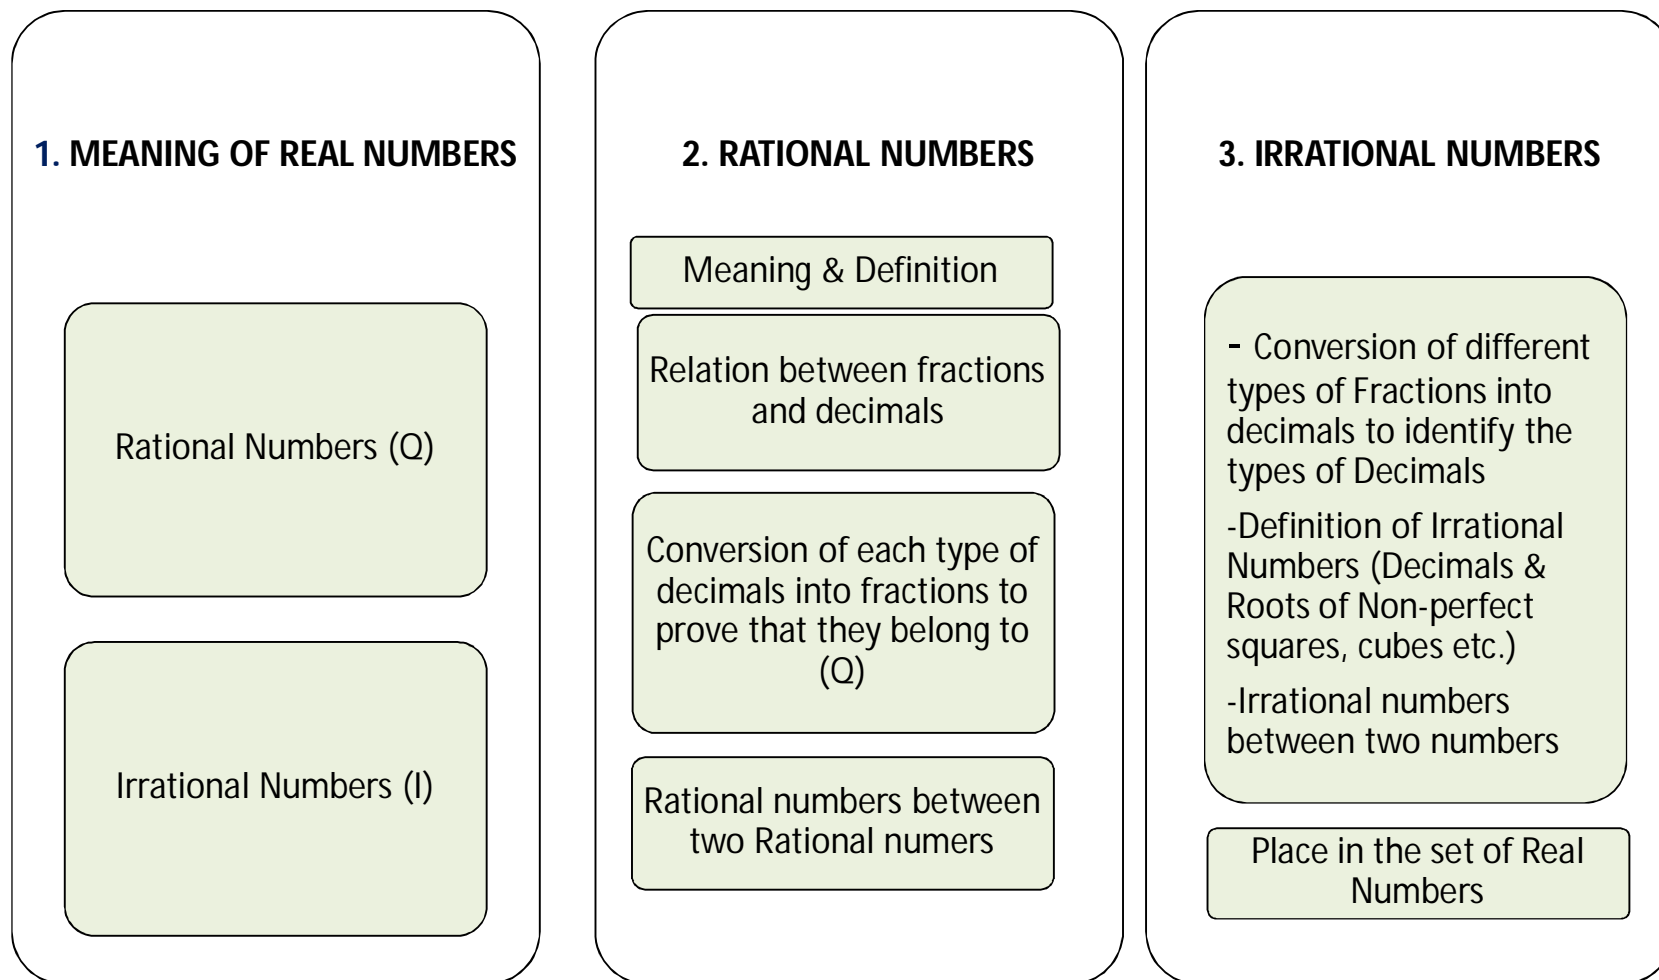 1. MEANING OF REAL NUMBERS
Rational Numbers (Q)
Irrational Numbers (I)
2. RATIONAL NUMBERS
Meaning & Definition
Relation between fractions
and decimals
Conversion of each type of
decimals into fractions to
prove that they belong to
(Q)
Rational numbers between
two Rational numers
3. IRRATIONAL NUMBERS
- Conversion of different
types of Fractions into
decimals to identify the
types of Decimals
-Definition of Irrational
Numbers (Decimals &
Roots of Non-perfect
squares, cubes etc.)
-Irrational numbers
between two numbers
Place in the set of Real
Numbers